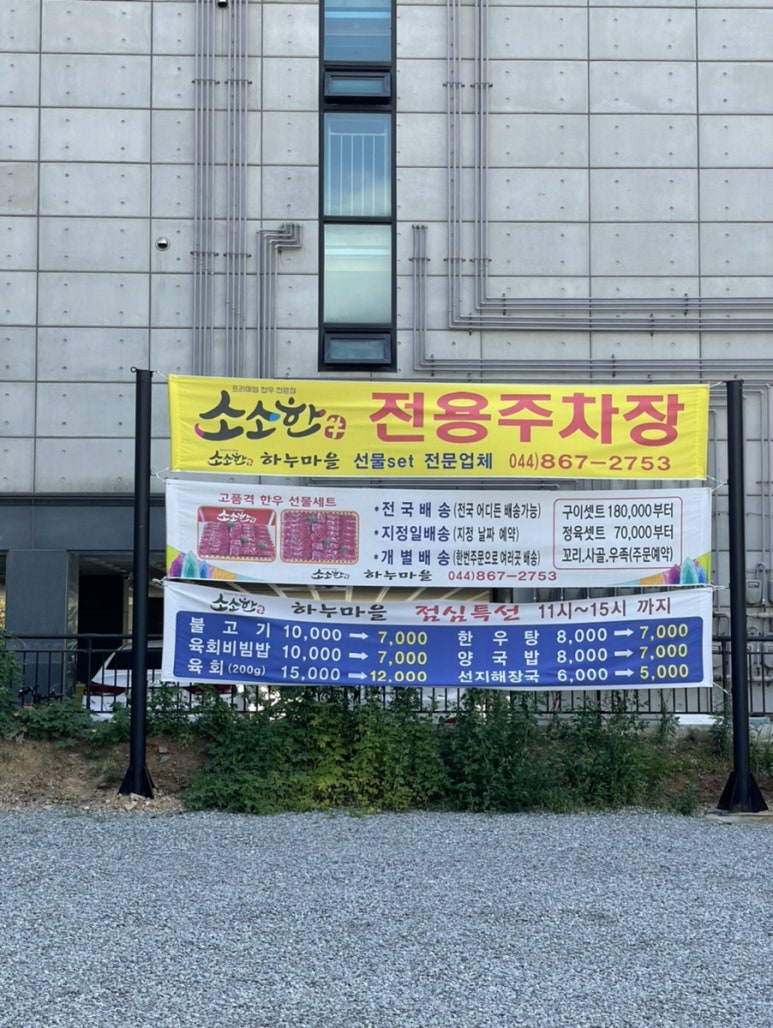 프리미엄 한우 전문점
소소한우 전용주차장
소소한우 하누마을 선물set 전문업체 044)867-2753
고품격 한우 선물세트
소소한우
*전국배송(전국 어디든 배송가능)
*지정일배송(지정 날짜 예약)
*개별배송(한번주문으로 여러곳 배송)
구이셋트 180,000부터
정육셋트 70,000부터
꼬리,사골,우족(주문예약)
소소한우 하누마을 044)867-2753
소소한우 하누마을 점심특선 11시~15시 까지
불고기 10,000→7,000 한우탕 8,000→7,000
육회비빔밥 10,000→7,000 양국밥 8,000→7,000
육회(200g) 15,000→12,000 선지해장국 6,000→5,000